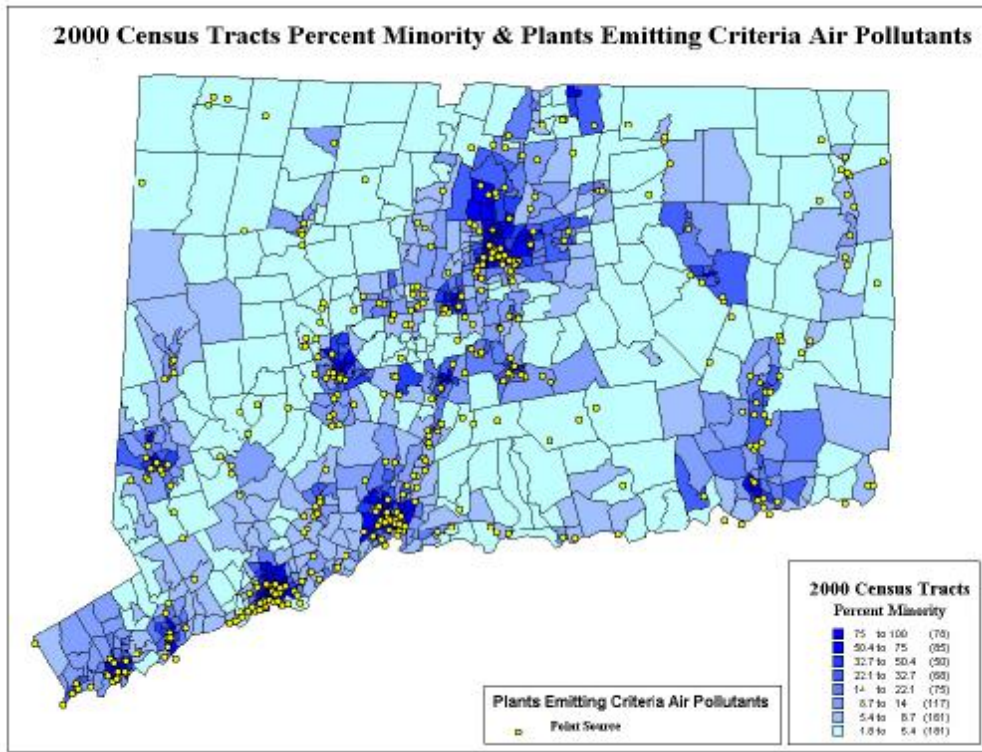 2000 Census Tracts Percent Minority & Plants Emitting Criteria Air Pollutants
2000 Census Tracts
Percent Minority
75 to 100 (78)
50.4 to 75 (85)
32.7 to 50.4
22.1 to 32.7 (68)
14 to 22.1 (75)
8.7 to 14 (117)
5.4 to 8.7 (161)
1.8 to 5.4 (181)
Plants Emitting Criteria Air Pollutants
Point Source